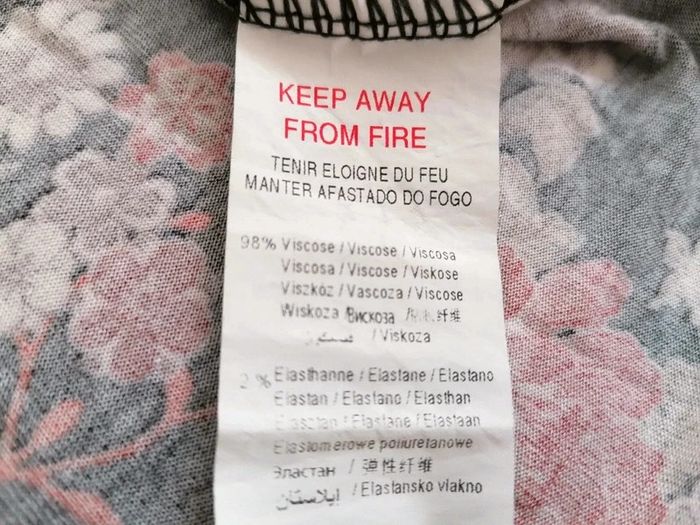 KEEP AWAY
FROM FIRE
TENIR ELOIGNE DU FEU
MANTER AFASTADO DO FOGO
98% Viscose / Viscose / Viscosa
Viscosa / Viscose / Viskose
Viszkóz / Vascoza / Viscose
Wiskoza Вискоза / 纤维
/ Viskoza
2 % Elasthanne / Elastane / Elastano
Elastan / Elastano / Elasthan
/ Elastane / Elastaan
Elastomerowe poliuretanowe
Эластан / 弹性纤维
إيلاستان / Elastansko vlakno